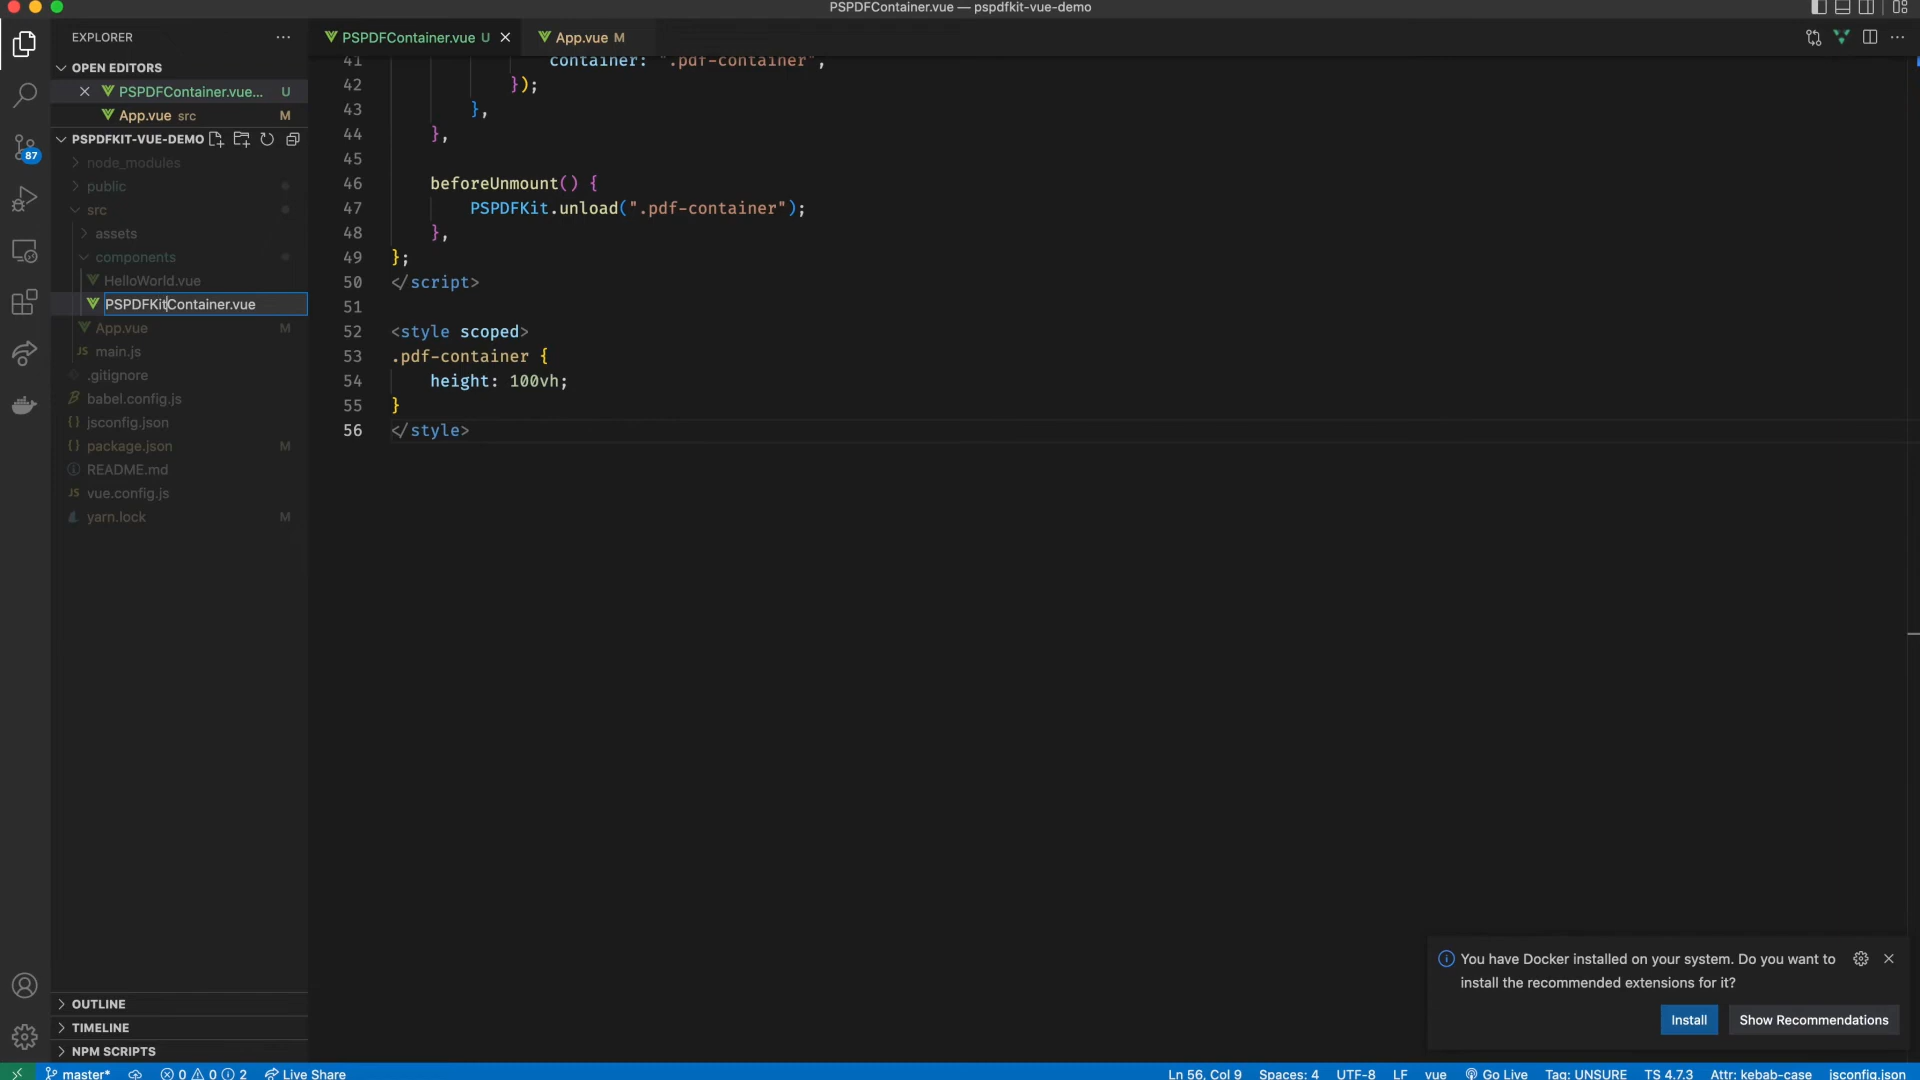 PSPDFContainer.vue — pspdfkit-vue-demo
EXPLORER
PSPDFContainer.vue U
App.vue M
OPEN EDITORS
PSPDFContainer.vue... U
App.vue src M
PSPDFKIT-VUE-DEMO
node_modules
public
src
assets
components
HelloWorld.vue
PSPDFKitContainer.vue
App.vue M
JS main.js
.gitignore
babel.config.js
{} jsconfig.json
{} package.json M
README.md
JS vue.config.js
yarn.lock M
87
OUTLINE
TIMELINE
NPM SCRIPTS
41 container: ".pdf-container",
42 });
43 },
44 },
45
46 beforeUnmount() {
47 PSPDFKit.unload(".pdf-container");
48 },
49 };
50 </script>
51
52 <style scoped>
53 .pdf-container {
54 height: 100vh;
55 }
56 </style>
You have Docker installed on your system. Do you want to
install the recommended extensions for it?
Install
Show Recommendations
master* 0 0 2 Live Share
Ln 56, Col 9 Spaces: 4 UTF-8 LF vue Go Live Tag: UNSURE TS 4.7.3 Attr: kebab-case jsconfig.json